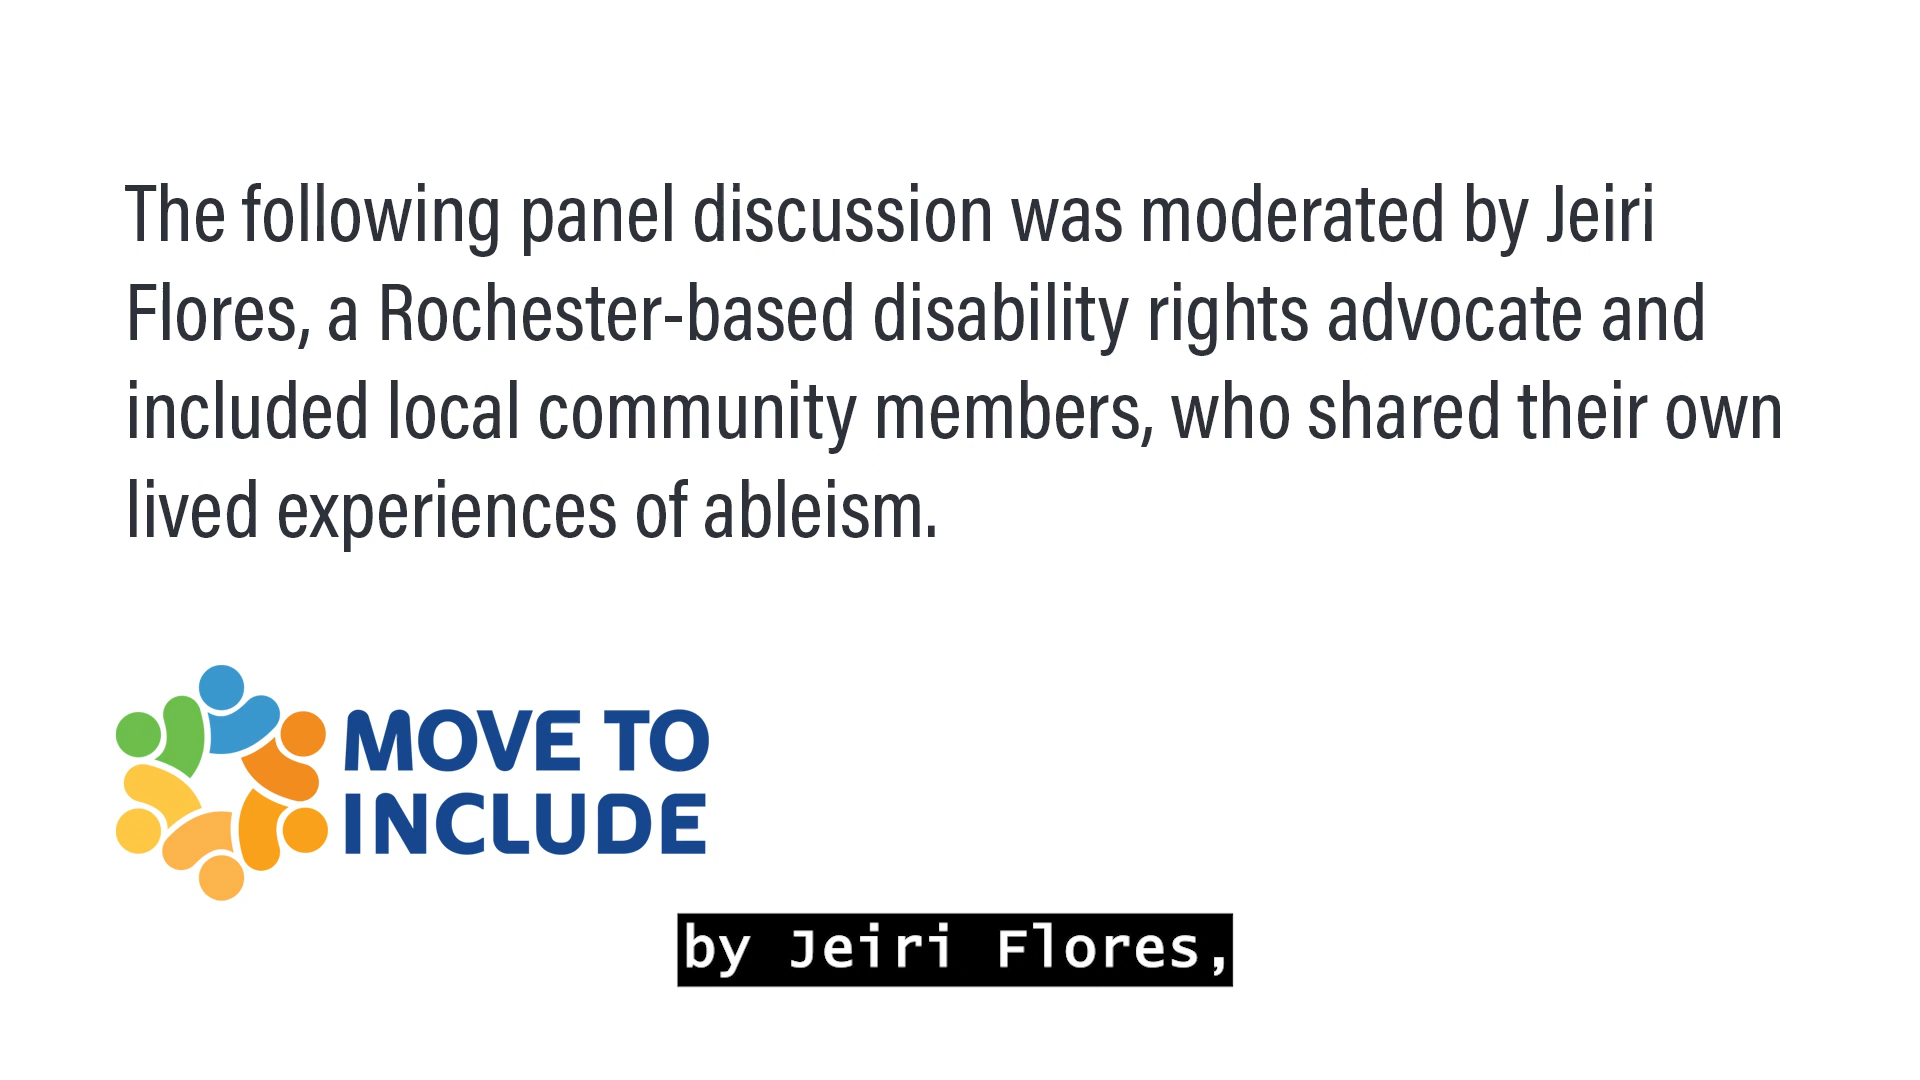 The following panel discussion was moderated by Jeiri
Flores, a Rochester-based disability rights advocate and
included local community members, who shared their own
lived experiences of ableism.
MOVE TO
INCLUDE
by Jeiri Flores,